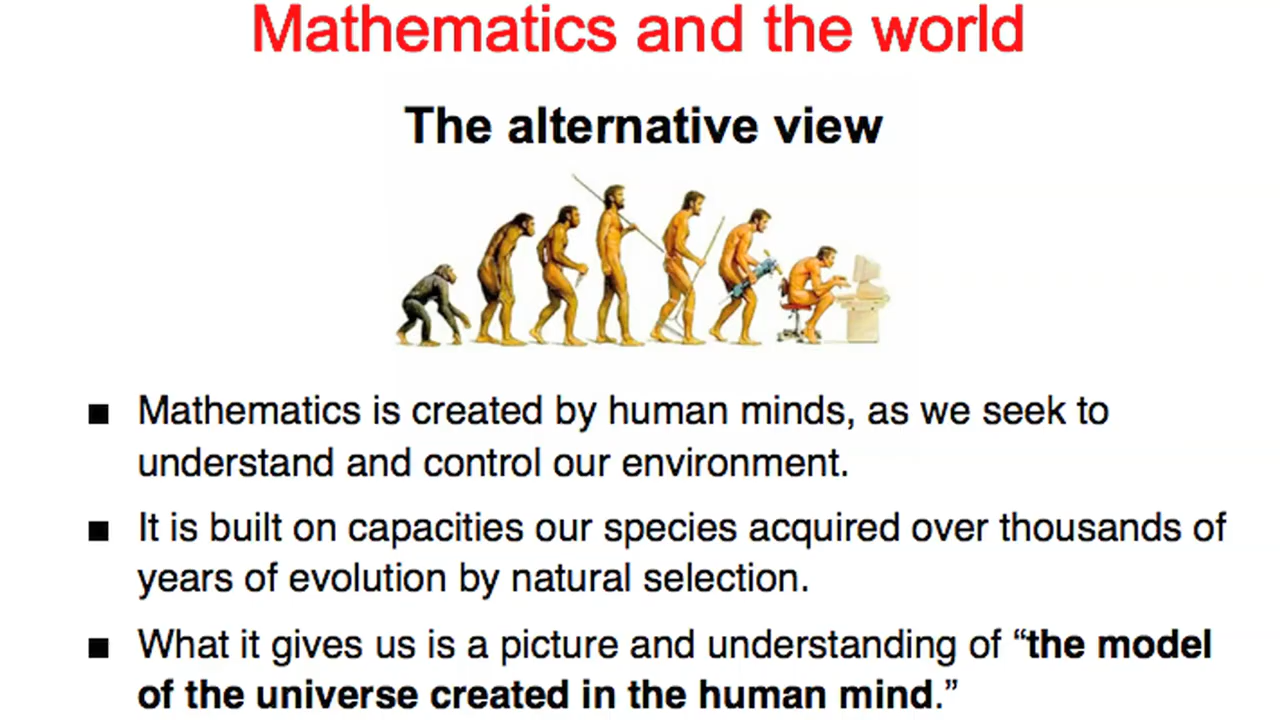 Mathematics and the world
The alternative view
■ Mathematics is created by human minds, as we seek to
understand and control our environment.
■ It is built on capacities our species acquired over thousands of
years of evolution by natural selection.
■ What it gives us is a picture and understanding of “the model
of the universe created in the human mind.”